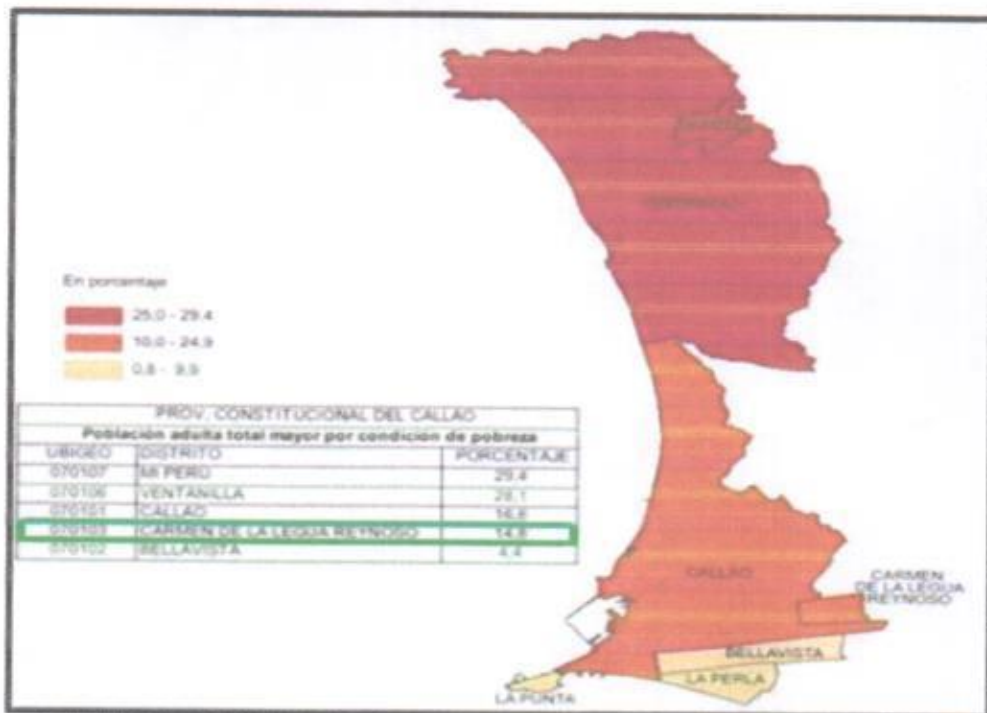 En porcentaje
25.0 - 29.4
10.0 - 24.9
0.8 - 9.9
PROV. CONSTITUCIONAL DEL CALLAO
Población adulta total mayor por condición de pobreza
UBIGEO DISTRITO PORCENTAJE
070107 MI PERÚ 29.4
070106 VENTANILLA 28.1
070101 CALLAO 16.8
070103 CARMEN DE LA LEGUA REYNOSO 14.8
070102 BELLAVISTA 4.4
VENTANILLA
CALLAO
CARMEN
DE LA LEGUA
REYNOSO
BELLAVISTA
LA PERLA
LA PUNTA